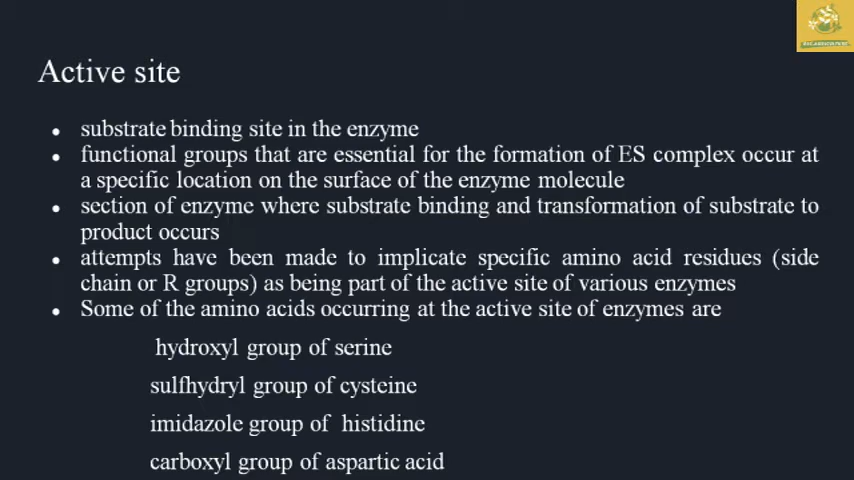 Active site
• substrate binding site in the enzyme
• functional groups that are essential for the formation of ES complex occur at
a specific location on the surface of the enzyme molecule
• section of enzyme where substrate binding and transformation of substrate to
product occurs
• attempts have been made to implicate specific amino acid residues (side
chain or R groups) as being part of the active site of various enzymes
• Some of the amino acids occurring at the active site of enzymes are
hydroxyl group of serine
sulfhydryl group of cysteine
imidazole group of histidine
carboxyl group of aspartic acid